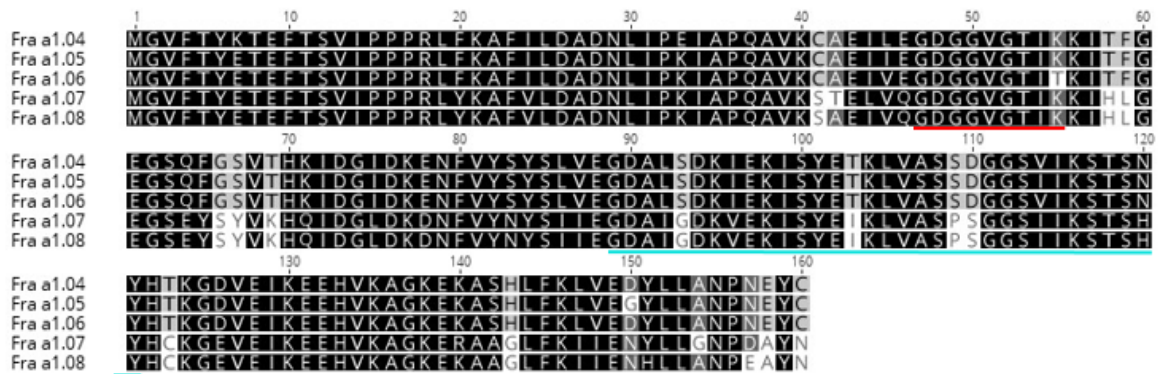 1 10 20 30 40 50 60
Fra a1.04 MGVFTYKTEFTSVIPPPRLFKAFILDADNLIPEIAPQAVKCAEILEGDGGVGTIKKITFG
Fra a1.05 MGVFTYETEFTSVIPPPRLFKAFILDADNLIPKIAPQAVKCAEIIEGDGGVGTIKKITFG
Fra a1.06 MGVFTYETEFTSVIPPPRLFKAFILDADNLIPKIAPQAVKCAEIVEGDGGVGTITKITFG
Fra a1.07 MGVFTYETEFTSVIPPPRLYKAFVLDADNLIPKIAPQAVKSTELVQGDGGVGTIKKIHLG
Fra a1.08 MGVFTYETEFTSVIPPPRLFKAFVLDADNLIPKIAPQAVKSAEIVQGDGGVGTIKKIHLG
70 80 90 100 110 120
Fra a1.04 EGSQFGSVTHKIDGIDKENFVYSYSLVEGDALSDKIEKISYETKLVASSDGGSVIKSTSN
Fra a1.05 EGSQFGSVTHKIDGIDKENFVYSYSLVEGDALSDKIEKISYETKLVSSSDGGSVIKSTSN
Fra a1.06 EGSQFGSVTHKIDGIDKENFVYSYSLVEGDALSDKIEKISYETKLVASSDGGSVIKSTSN
Fra a1.07 EGSEYSYVKHQIDGLDKDNFVYNYSIIEGDAIGDKVEKISYEIKLVASPSGGSIIKSTSH
Fra a1.08 EGSEYSYVKHQIDGLDKDNFVYNYSIIEGDAIGDKVEKISYEIKLVASPSGGSIIKSTSH
130 140 150 160
Fra a1.04 YHTKGDVEIKEEHVKAGKEKASHLFKLVEDYLLANPNEYC
Fra a1.05 YHTKGDVEIKEEHVKAGKEKASHLFKLVEGYLLANPNEYC
Fra a1.06 YHTKGDVEIKEEHVKAGKEKASHLFKLVEDYLLANPNEYC
Fra a1.07 YHCKGEVEIKEEHVKAGKERAAGLFKIIENYLLGNPDAYN
Fra a1.08 YHCKGEVEIKEEHVKAGKEKAAGLFKIIENHLLANPEAYN